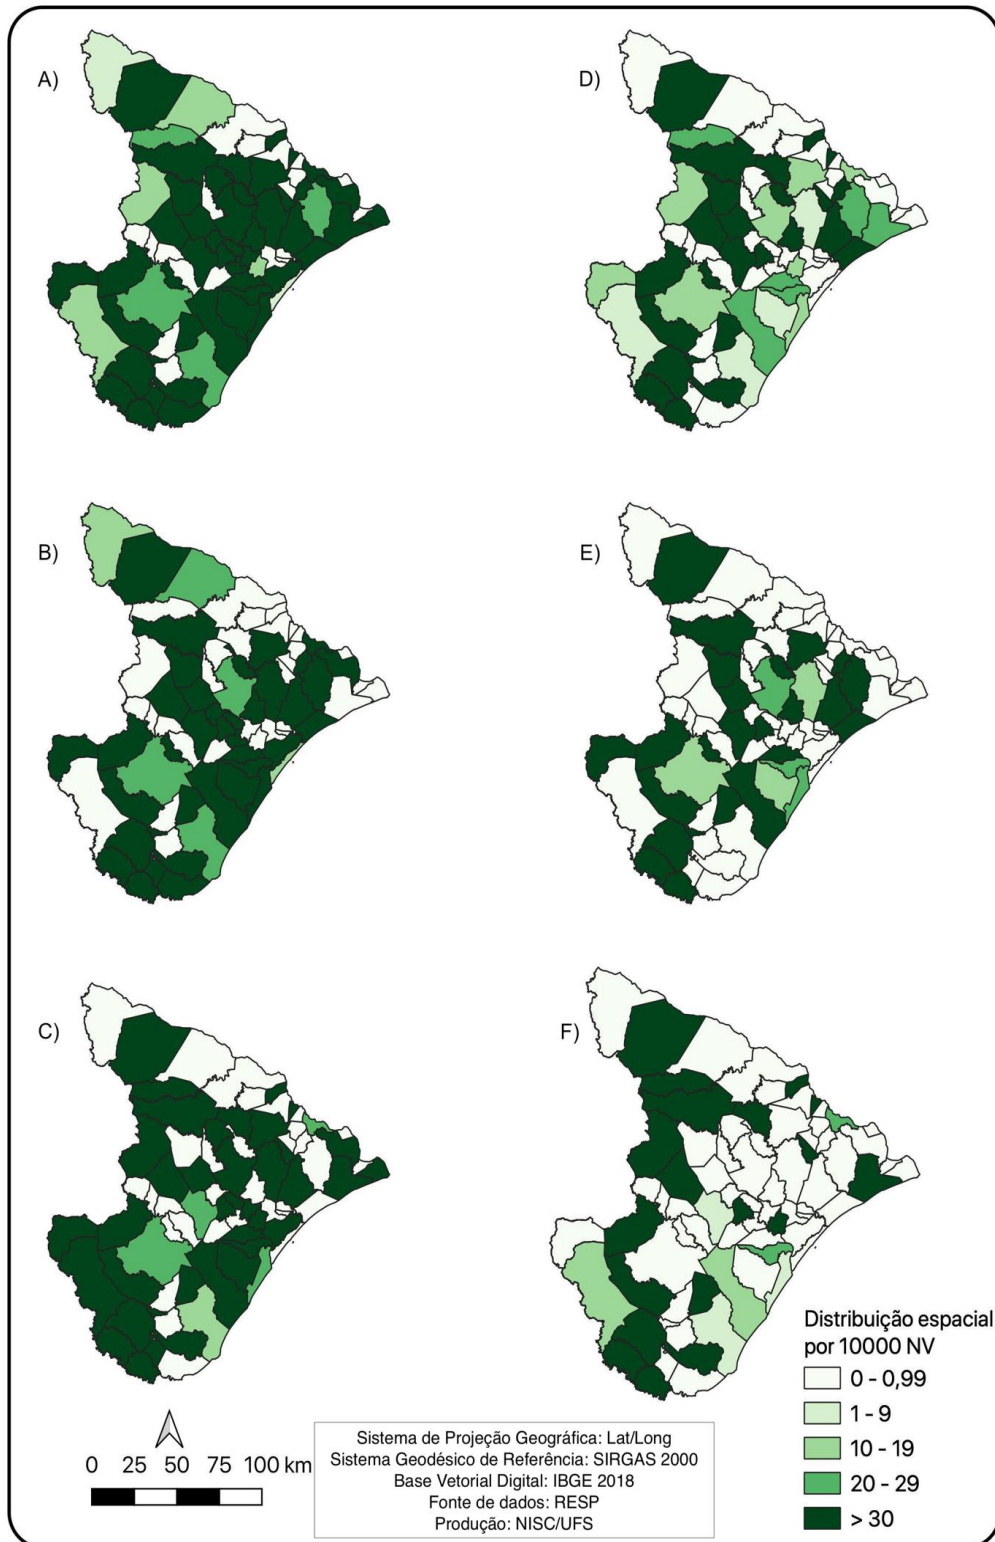 A)
D)
B)
E)
C)
F)
Distribuição espacial
por 10000 NV
0 - 0,99
1 - 9
10 - 19
20 - 29
> 30
0 25 50 75 100 km
Sistema de Projeção Geográfica: Lat/Long
Sistema Geodésico de Referência: SIRGAS 2000
Base Vetorial Digital: IBGE 2018
Fonte de dados: RESP
Produção: NISC/UFS